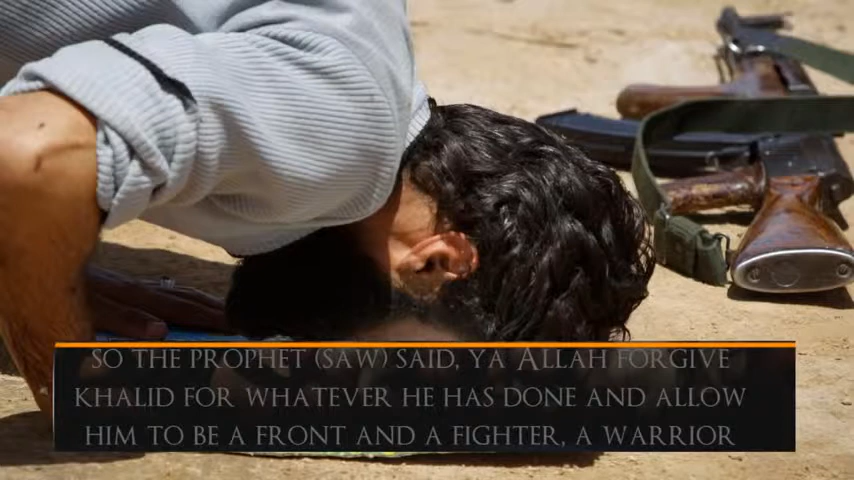 SO THE PROPHET (SAW) SAID, YA ALLAH FORGIVE
KHALID FOR WHATEVER HE HAS DONE AND ALLOW
HIM TO BE A FRONT AND A FIGHTER, A WARRIOR